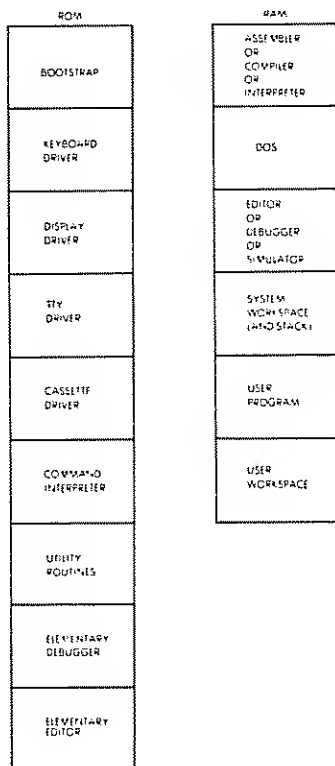 ROM
BOOTSTRAP
KEYBOARD
DRIVER
DISPLAY
DRIVER
TTY
DRIVER
CASSETTE
DRIVER
COMMAND
INTERPRETER
UTILITY
ROUTINES
ELEMENTARY
DEBUGGER
ELEMENTARY
EDITOR
RAM
ASSEMBLER
OR
COMPILER
OR
INTERPRETER
DOS
EDITOR
OR
DEBUGGER
OR
SIMULATOR
SYSTEM
WORKSPACE
(AND STACK)
USER
PROGRAM
USER
WORKSPACE